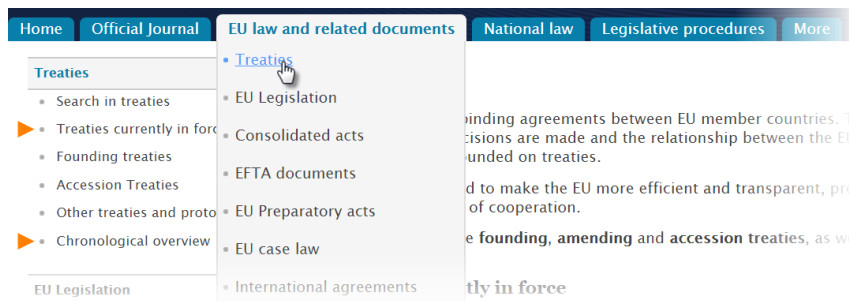 Home Official Journal EU law and related documents National law Legislative procedures More
Treaties
Search in treaties
Treaties currently in forc
Founding treaties
Accession Treaties
Other treaties and proto
Chronological overview
EU Legislation
Treaties
EU Legislation
Consolidated acts
EFTA documents
EU Preparatory acts
EU case law
International agreements
inding agreements between EU member countries.
cisions are made and the relationship between the E
unded on treaties.
d to make the EU more efficient and transparent, pr
of cooperation.
e founding, amending and accession treaties, as w
tly in force